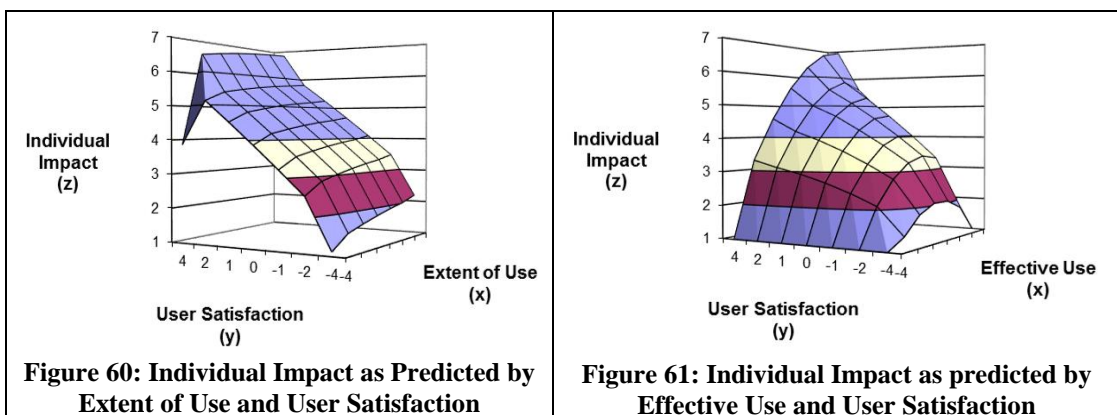 7
6
5
4
3
2
1
Individual
Impact
(z)
4 2 1 0 -1 -2 -4 -4
Extent of Use
(x)
User Satisfaction
(y)
Figure 60: Individual Impact as Predicted by
Extent of Use and User Satisfaction
7
6
5
4
3
2
1
Individual
Impact
(z)
4 2 1 0 -1 -2 -4 -4
Effective Use
(x)
User Satisfaction
(y)
Figure 61: Individual Impact as predicted by
Effective Use and User Satisfaction